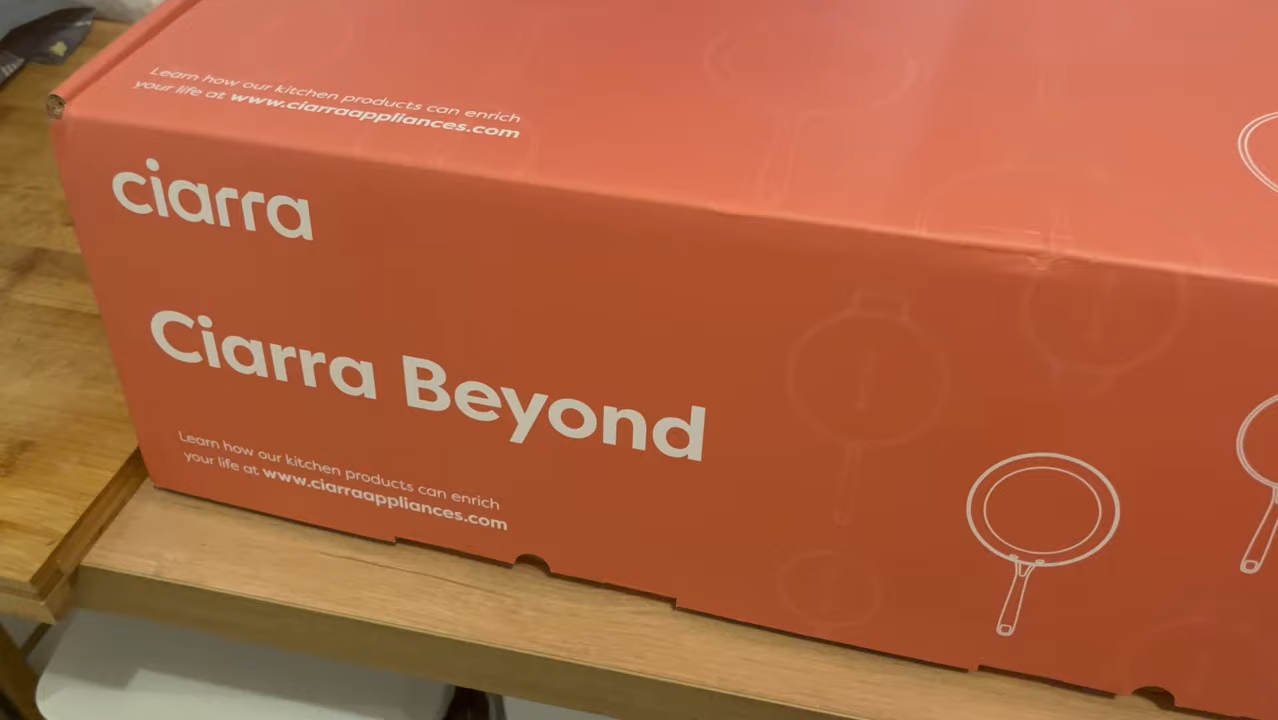 Learn how our kitchen products can enrich
your life at www.ciarraappliances.com
ciarra
Ciarra Beyond
Learn how our kitchen products can enrich
your life at www.ciarraappliances.com